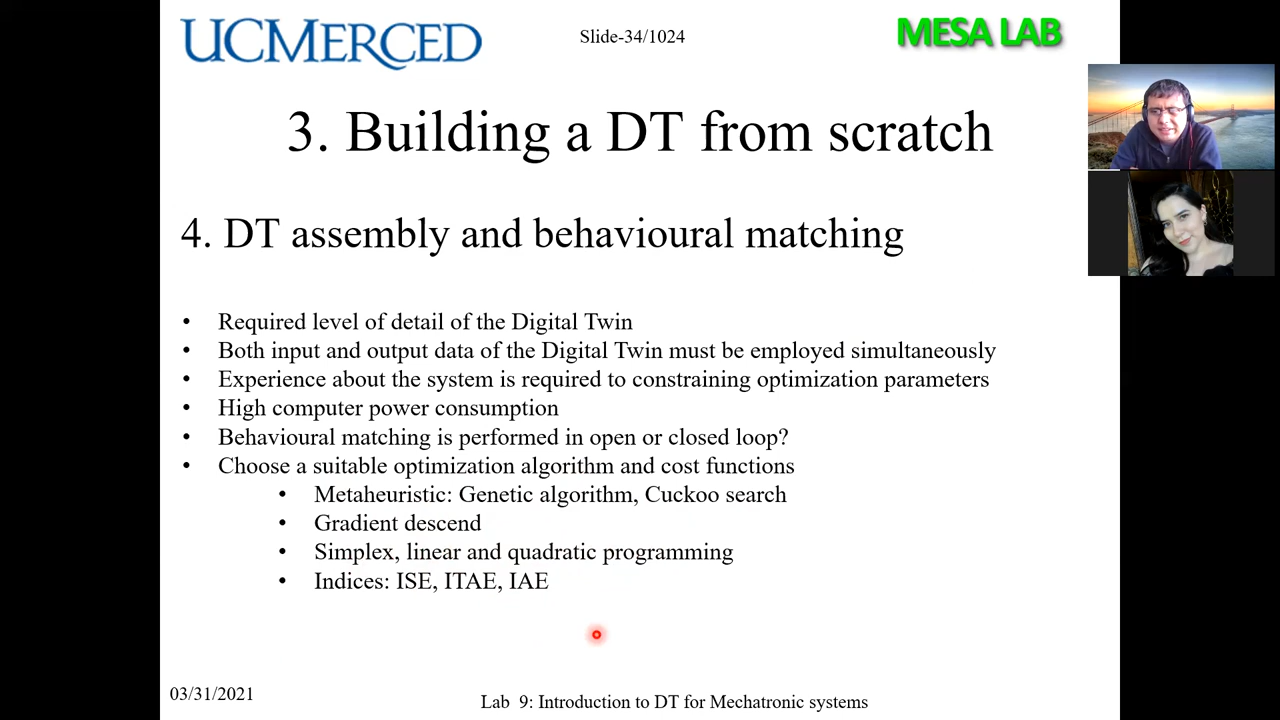 UCMERCED
Slide-34/1024
MESA LAB
3. Building a DT from scratch
4. DT assembly and behavioural matching
• Required level of detail of the Digital Twin
• Both input and output data of the Digital Twin must be employed simultaneously
• Experience about the system is required to constraining optimization parameters
• High computer power consumption
• Behavioural matching is performed in open or closed loop?
• Choose a suitable optimization algorithm and cost functions
• Metaheuristic: Genetic algorithm, Cuckoo search
• Gradient descend
• Simplex, linear and quadratic programming
• Indices: ISE, ITAE, IAE
03/31/2021
Lab 9: Introduction to DT for Mechatronic systems